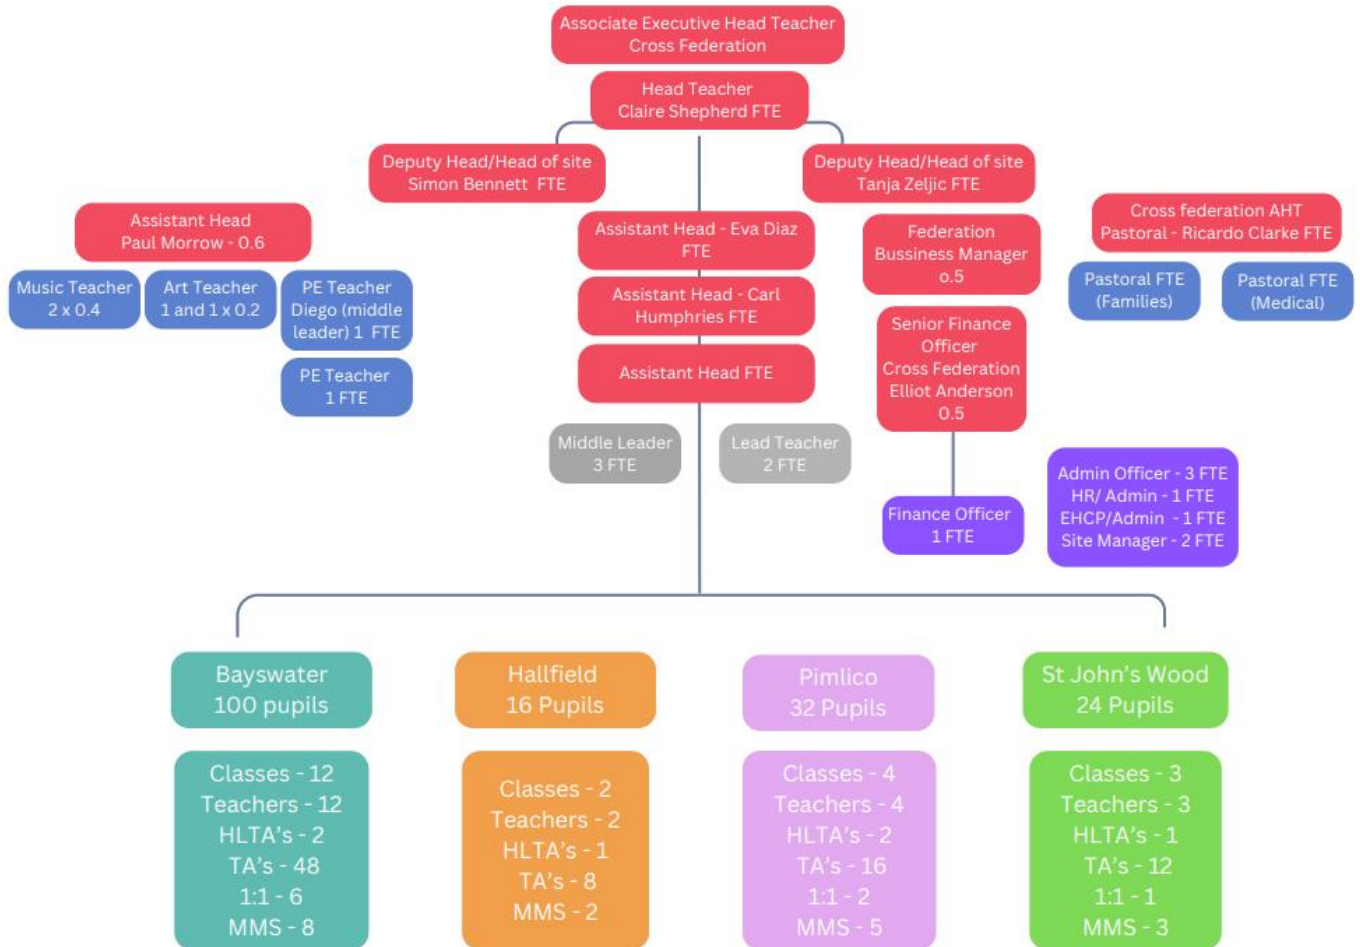 Associate Executive Head Teacher
Cross Federation
Head Teacher
Claire Shepherd FTE
Deputy Head/Head of site
Simon Bennett  FTE
Deputy Head/Head of site
Tanja Zeljic FTE
Assistant Head
Paul Morrow - 0.6
Music Teacher
2 x 0.4
Art Teacher
1 and 1 x 0.2
PE Teacher
Diego (middle
leader) 1  FTE
PE Teacher
1 FTE
Assistant Head - Eva Diaz
FTE
Assistant Head - Carl
Humphries FTE
Assistant Head FTE
Middle Leader
3 FTE
Lead Teacher
2 FTE
Federation
Bussiness Manager
o.5
Senior Finance
Officer
Cross Federation
Elliot Anderson
0.5
Finance Officer
1 FTE
Cross federation AHT
Pastoral - Ricardo Clarke FTE
Pastoral FTE
(Families)
Pastoral FTE
(Medical)
Admin Officer - 3 FTE
HR/ Admin - 1 FTE
EHCP/Admin  - 1 FTE
Site Manager - 2 FTE
Bayswater
100 pupils
Classes - 12
Teachers - 12
HLTA's - 2
TA's - 48
1:1 - 6
MMS - 8
Hallfield
16 Pupils
Classes - 2
Teachers - 2
HLTA's - 1
TA's - 8
MMS - 2
Pimlico
32 Pupils
Classes - 4
Teachers - 4
HLTA's - 2
TA's - 16
1:1 - 2
MMS - 5
St John's Wood
24 Pupils
Classes - 3
Teachers - 3
HLTA's - 1
TA's - 12
1:1 - 1
MMS - 3